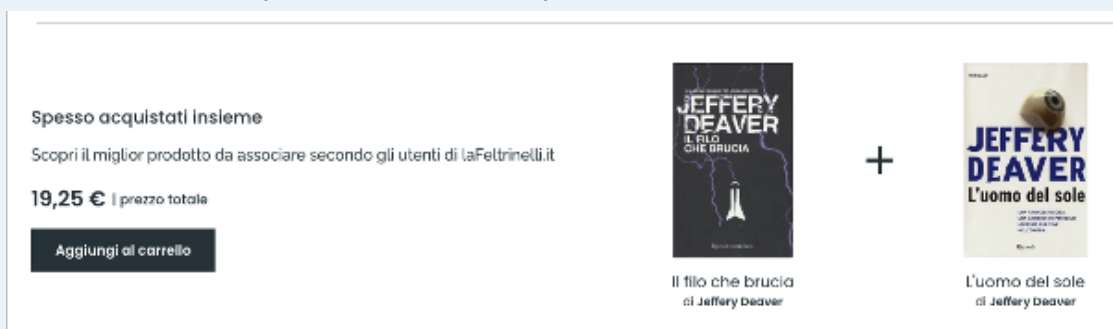 Spesso acquistati insieme
Scopri il miglior prodotto da associare secondo gli utenti di laFeltrinelli.it
19,25 € | prezzo totale
Aggiungi al carrello
JEFFERY
DEAVER
IL FILO
CHE BRUCIA
+
JEFFERY
DEAVER
L'uomo del sole
Il filo che brucia
di Jeffery Deaver
L'uomo del sole
di Jeffery Deaver